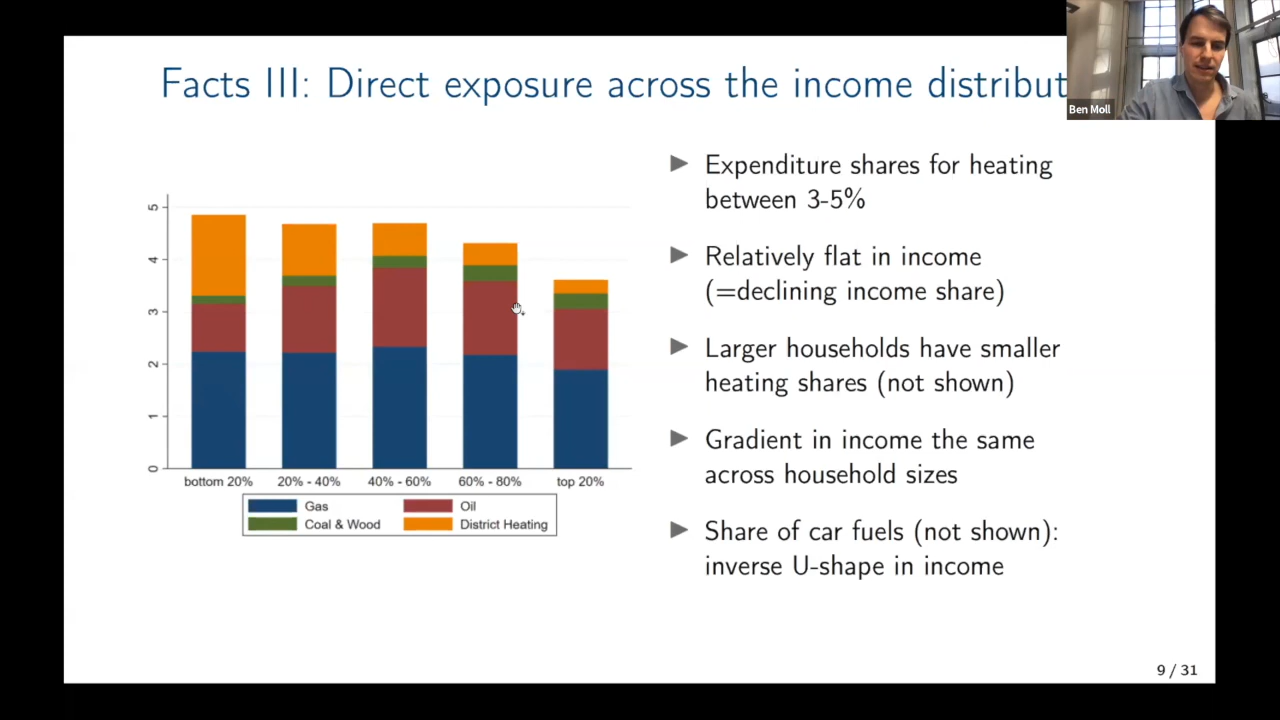 Facts III: Direct exposure across the income distribut
Ben Moll
5
4
3
2
1
0
bottom 20%
20% - 40%
40% - 60%
60% - 80%
top 20%
Gas
Oil
Coal & Wood
District Heating
Expenditure shares for heating
between 3-5%
Relatively flat in income
(=declining income share)
Larger households have smaller
heating shares (not shown)
Gradient in income the same
across household sizes
Share of car fuels (not shown):
inverse U-shape in income
9 / 31